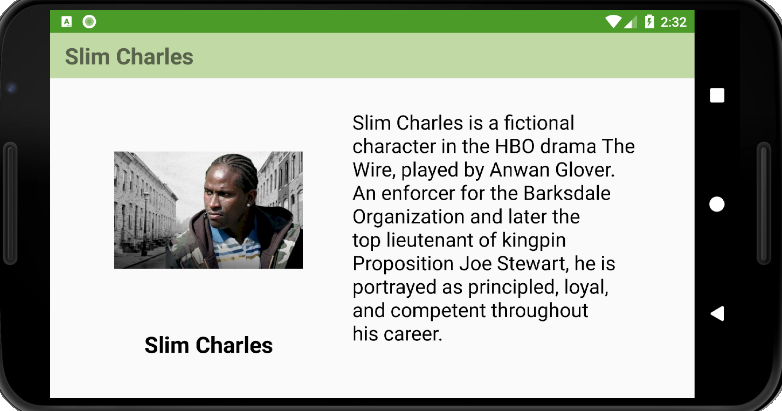 2:32
Slim Charles
Slim Charles is a fictional
character in the HBO drama The
Wire, played by Anwan Glover.
An enforcer for the Barksdale
Organization and later the
top lieutenant of kingpin
Proposition Joe Stewart, he is
portrayed as principled, loyal,
and competent throughout
his career.
Slim Charles